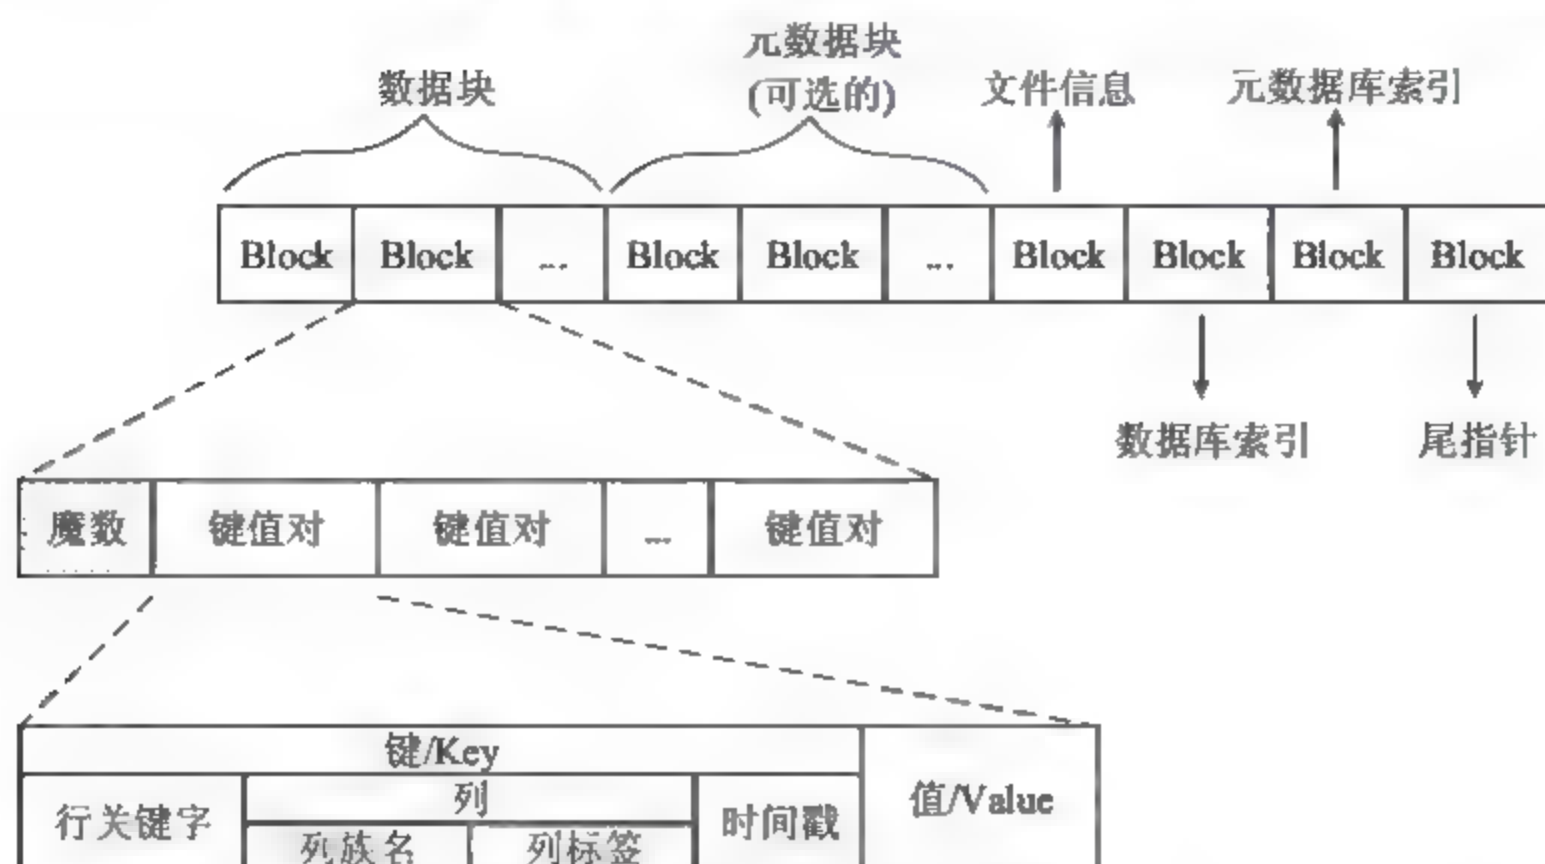 元数据块
数据块
(可选的)
文件信息
元数据库索引
Block
Block
...
Block
Block
...
Block
Block
Block
Block
数据库索引
尾指针
魔数
键值对
键值对
...
键值对
键/Key
列
值/Value
行关键字
时间戳
列族名
列标签